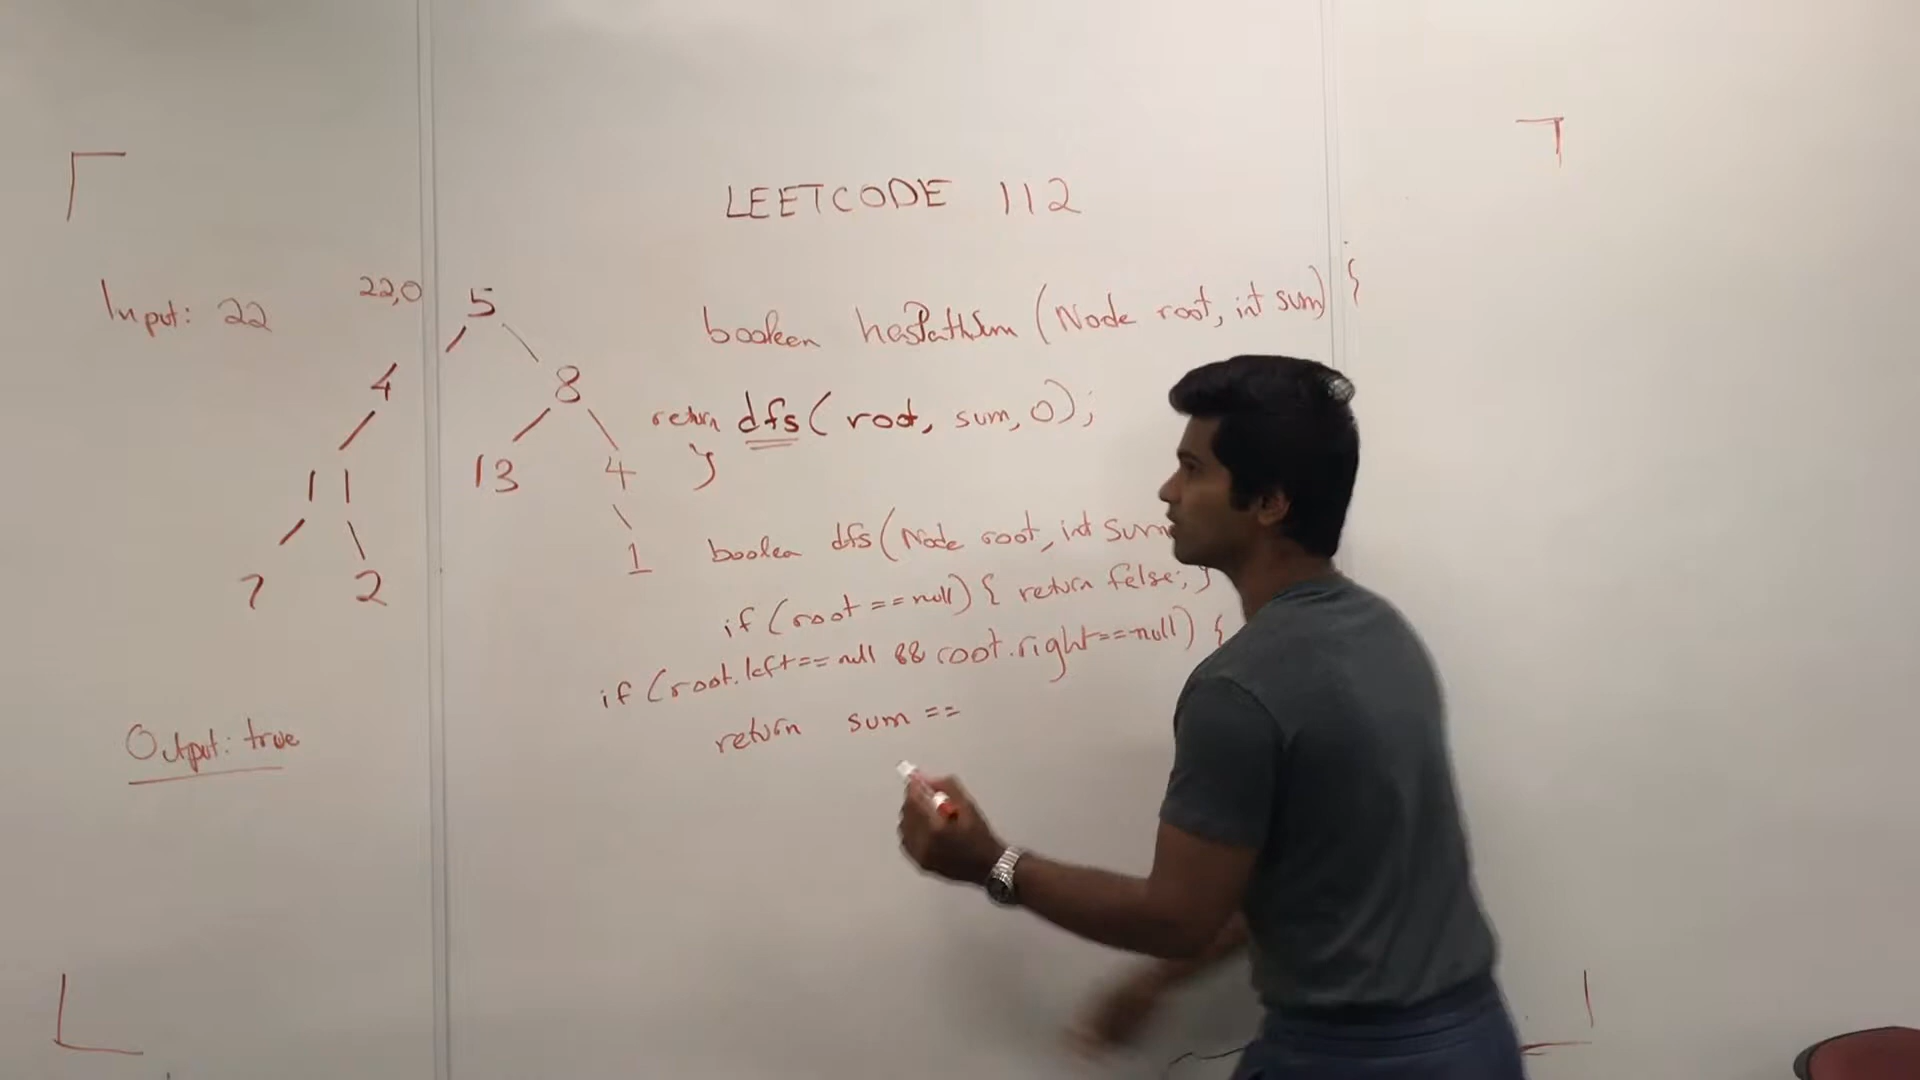 LEETCODE 112
Input: 22
22,0
5
4
8
11
13
4
7
2
1
Output: true
boolean hasPathSum (Node root, int sum) {
return dfs( root, sum, 0);
}
boolean dfs(Node root, int sum
if (root == null) { return false; }
if (root.left == null && root.right == null) {
return sum ==